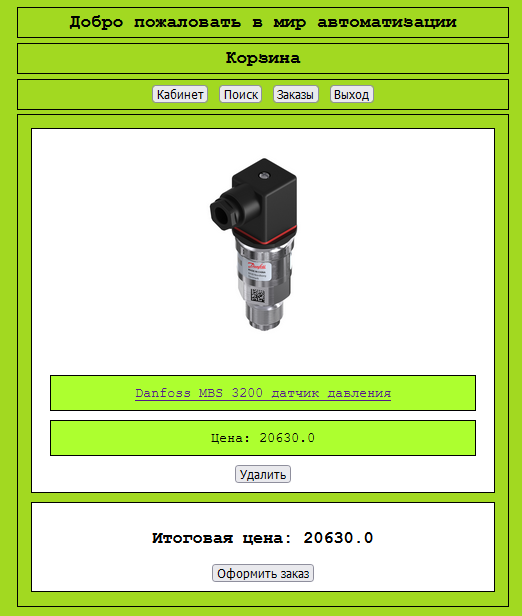 Добро пожаловать в мир автоматизации
Корзина
Кабинет Поиск Заказы Выход
Danfoss
Danfoss MBS 3200 датчик давления
Цена: 20630.0
Удалить
Итоговая цена: 20630.0
Оформить заказ